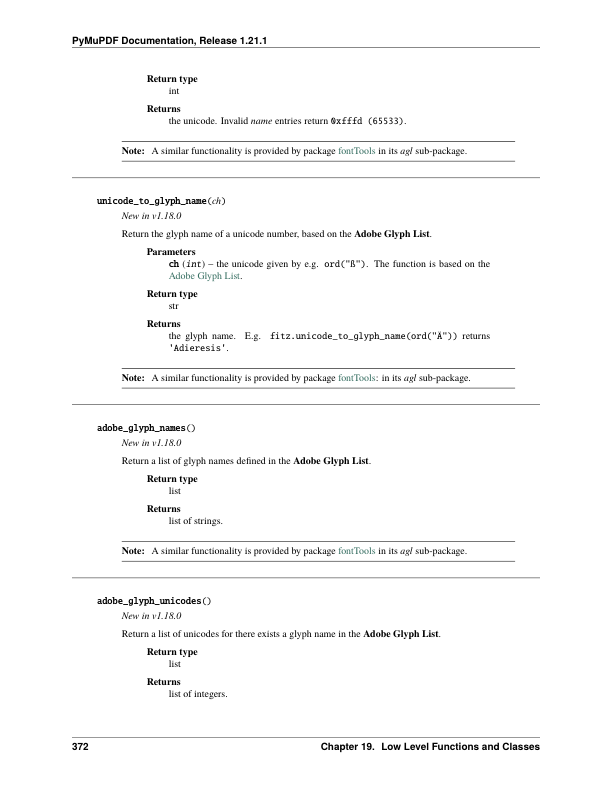 PyMuPDF Documentation, Release 1.21.1
Return type
int
Returns
the unicode. Invalid name entries return 0xfffd (65533).
Note: A similar functionality is provided by package fontTools in its agl sub-package.
unicode_to_glyph_name(ch)
New in v1.18.0
Return the glyph name of a unicode number, based on the Adobe Glyph List.
Parameters
ch (int) – the unicode given by e.g. ord("ß"). The function is based on the
Adobe Glyph List.
Return type
str
Returns
the glyph name. E.g. fitz.unicode_to_glyph_name(ord("Ä")) returns
'Adieresis'.
Note: A similar functionality is provided by package fontTools: in its agl sub-package.
adobe_glyph_names()
New in v1.18.0
Return a list of glyph names defined in the Adobe Glyph List.
Return type
list
Returns
list of strings.
Note: A similar functionality is provided by package fontTools in its agl sub-package.
adobe_glyph_unicodes()
New in v1.18.0
Return a list of unicodes for there exists a glyph name in the Adobe Glyph List.
Return type
list
Returns
list of integers.
372 Chapter 19. Low Level Functions and Classes